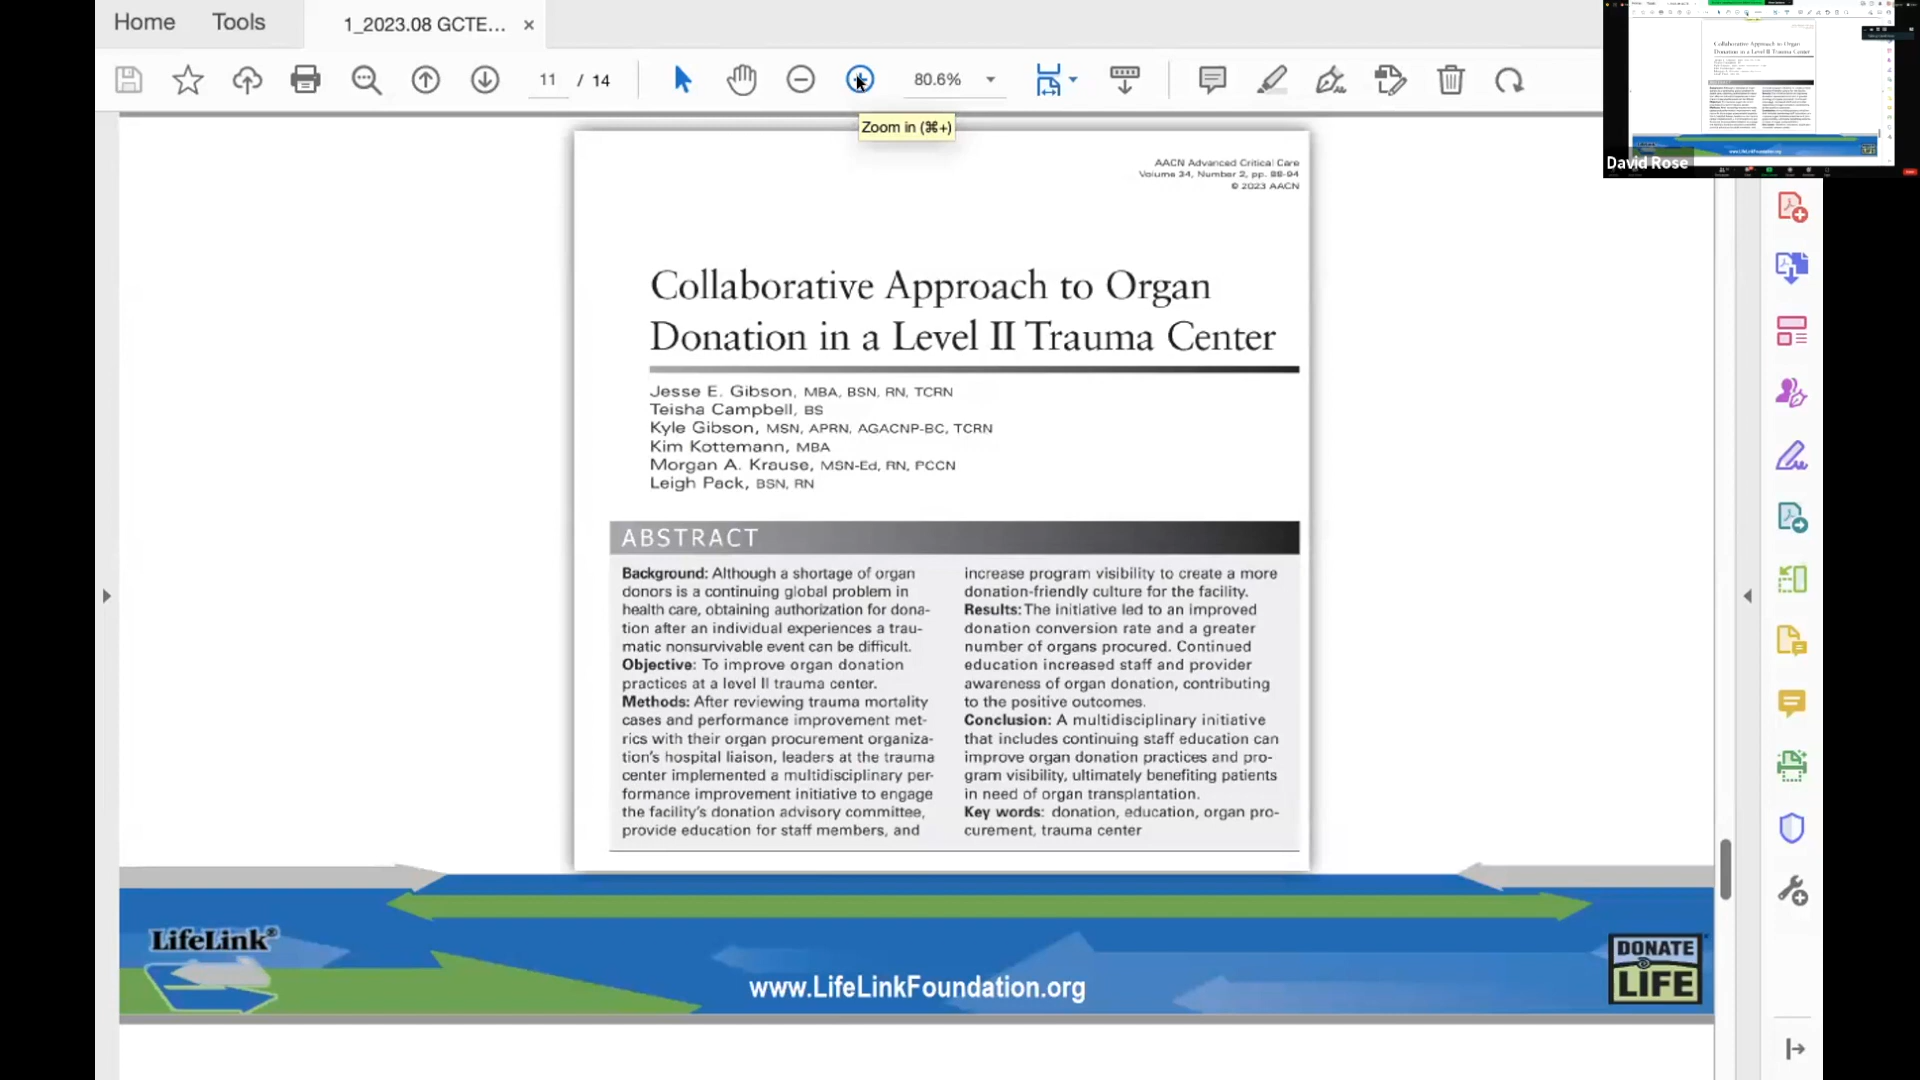 Home
Tools
1_2023.08 GCTE...
11 / 14
80.6%
Zoom in (⌘+)
David Rose
AACN Advanced Critical Care
Volume 34, Number 2, pp. 88-94
© 2023 AACN
Collaborative Approach to Organ
Donation in a Level II Trauma Center
Jesse E. Gibson, MBA, BSN, RN, TCRN
Teisha Campbell, BS
Kyle Gibson, MSN, APRN, AGACNP-BC, TCRN
Kim Kottemann, MBA
Morgan A. Krause, MSN-Ed, RN, PCCN
Leigh Pack, BSN, RN
ABSTRACT
Background: Although a shortage of organ
donors is a continuing global problem in
health care, obtaining authorization for dona-
tion after an individual experiences a trau-
matic nonsurvivable event can be difficult.
Objective: To improve organ donation
practices at a level II trauma center.
Methods: After reviewing trauma mortality
cases and performance improvement met-
rics with their organ procurement organiza-
tion's hospital liaison, leaders at the trauma
center implemented a multidisciplinary per-
formance improvement initiative to engage
the facility's donation advisory committee,
provide education for staff members, and
increase program visibility to create a more
donation-friendly culture for the facility.
Results: The initiative led to an improved
donation conversion rate and a greater
number of organs procured. Continued
education increased staff and provider
awareness of organ donation, contributing
to the positive outcomes.
Conclusion: A multidisciplinary initiative
that includes continuing staff education can
improve organ donation practices and pro-
gram visibility, ultimately benefiting patients
in need of organ transplantation.
Key words: donation, education, organ pro-
curement, trauma center
LifeLink®
www.LifeLinkFoundation.org
DONATE
LIFE